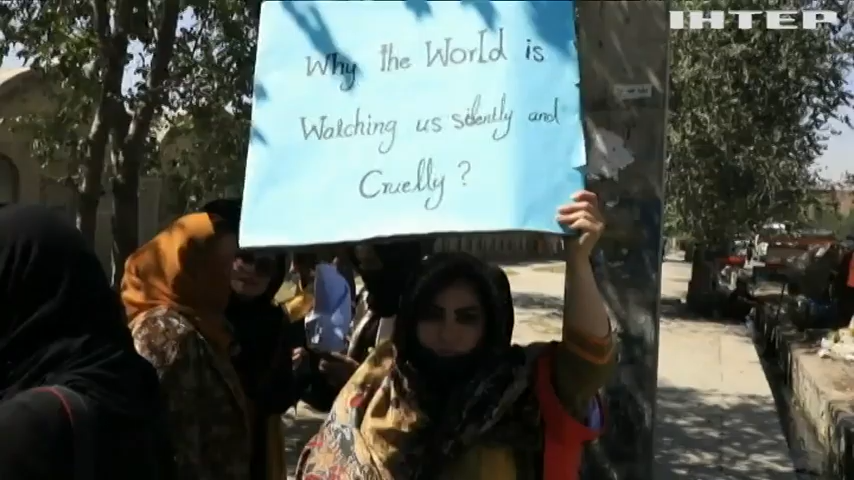 ІНТЕР
Why the World is
Watching us silently and
Cruelly ?